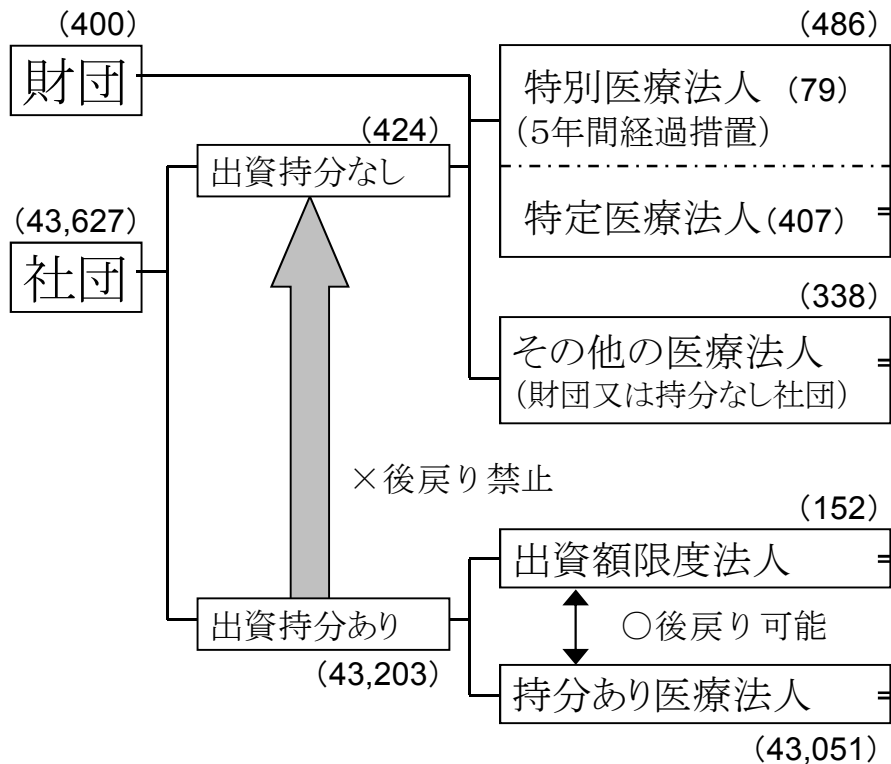 (400)
財団
(43,627)
社団
(424)
出資持分なし
×後戻り禁止
出資持分あり
(43,203)
(486)
特別医療法人 (79)
(5年間経過措置)
特定医療法人(407)
=
(338)
その他の医療法人
=
(財団又は持分なし社団)
(152)
出資額限度法人
=
○後戻り可能
持分あり医療法人
=
(43,051)